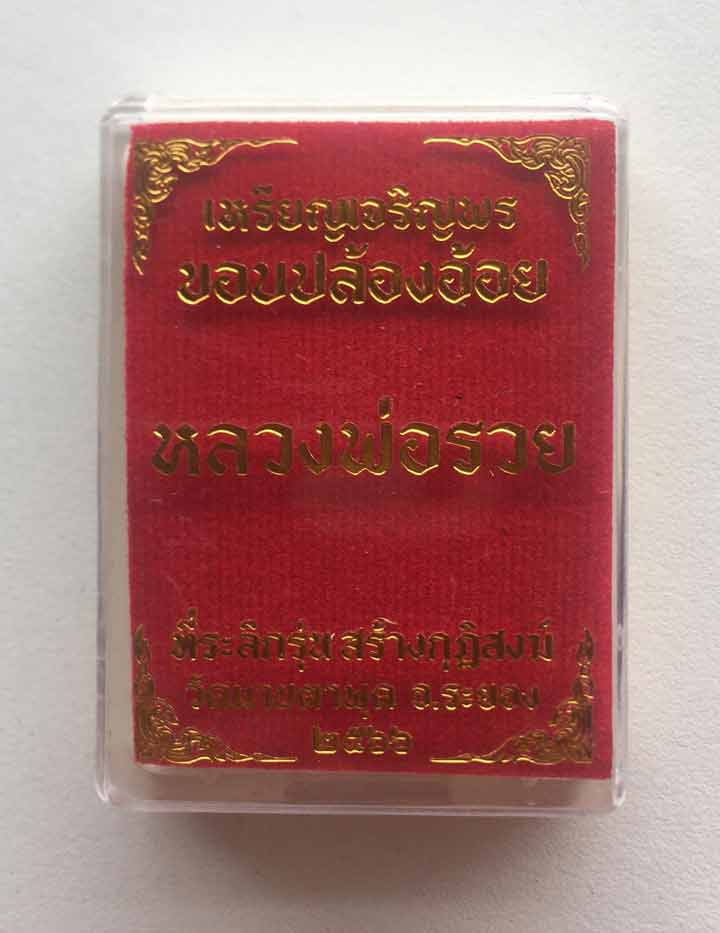 เหรียญเจริญพร
ขอบปล้องอ้อย
หลวงพ่อรวย
ที่ระลึกรุ่น สร้างกุฏิสงฆ์
วัดมาบตาพุด จ.ระยอง
๒๕๖๖